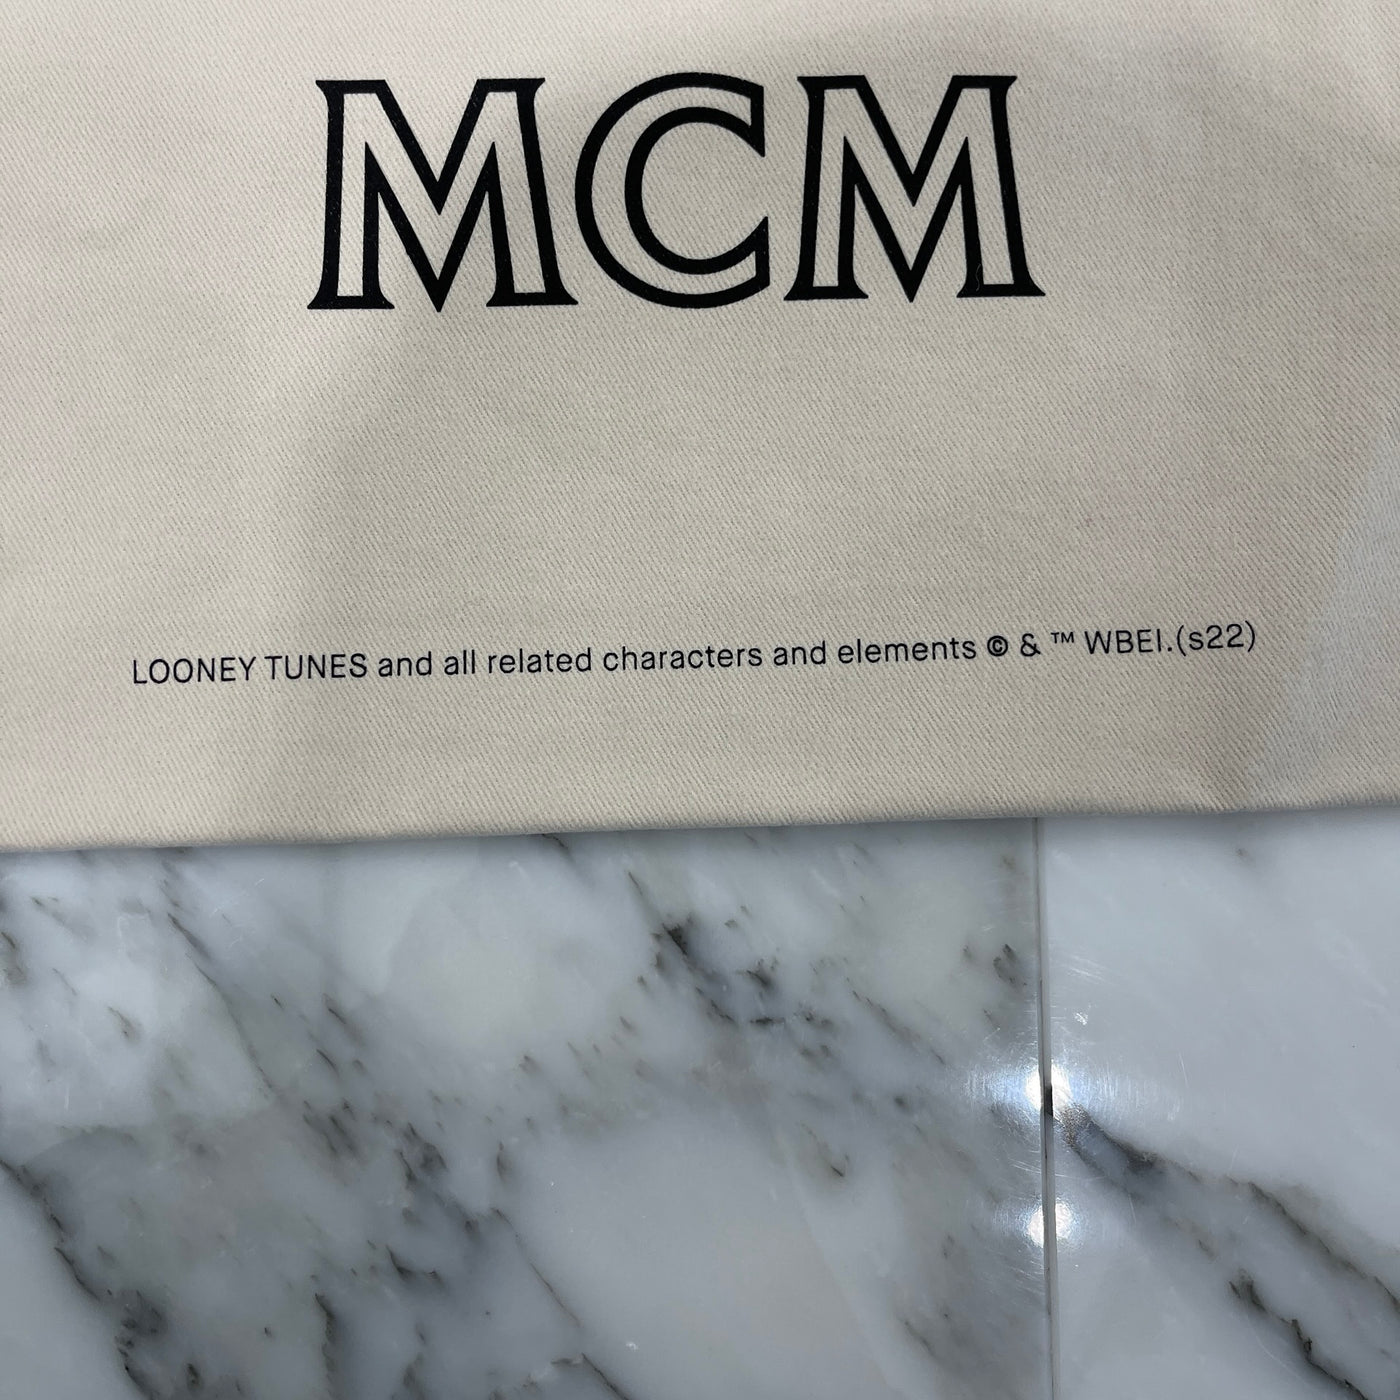 MCM
LOONEY TUNES and all related characters and elements © & ™ WBEI.(s22)